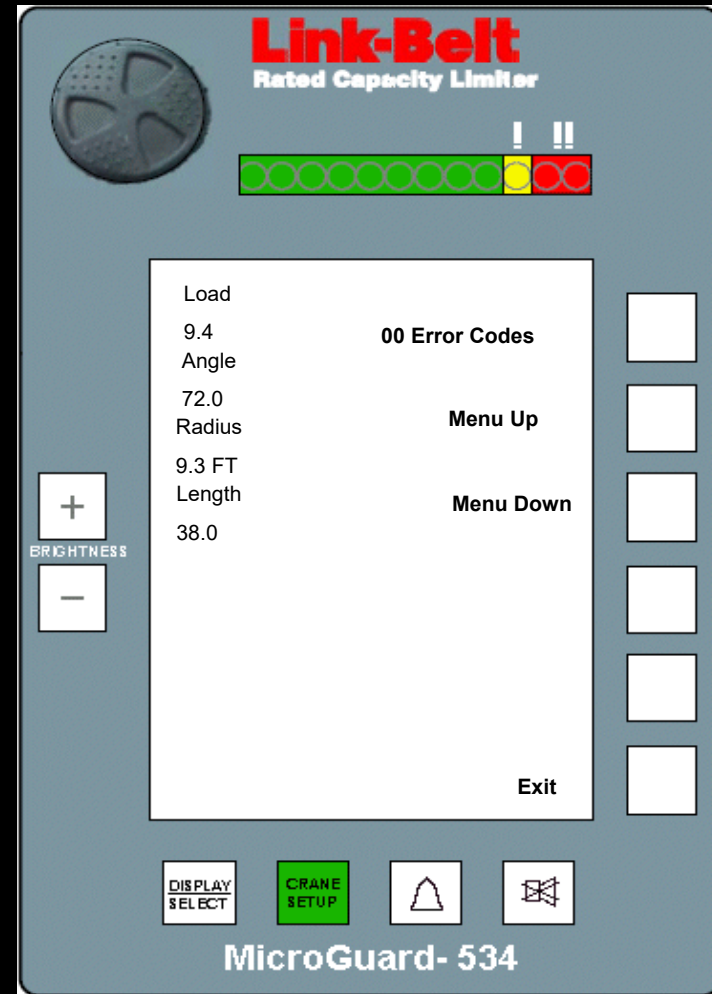 Link-Belt
Rated Capacity Limiter
! !!
Load
9.4
00 Error Codes
Angle
72.0
Menu Up
Radius
9.3 FT
Length
Menu Down
38.0
+
BRIGHTNESS
−
Exit
DISPLAY
SELECT
CRANE
SETUP
MicroGuard- 534